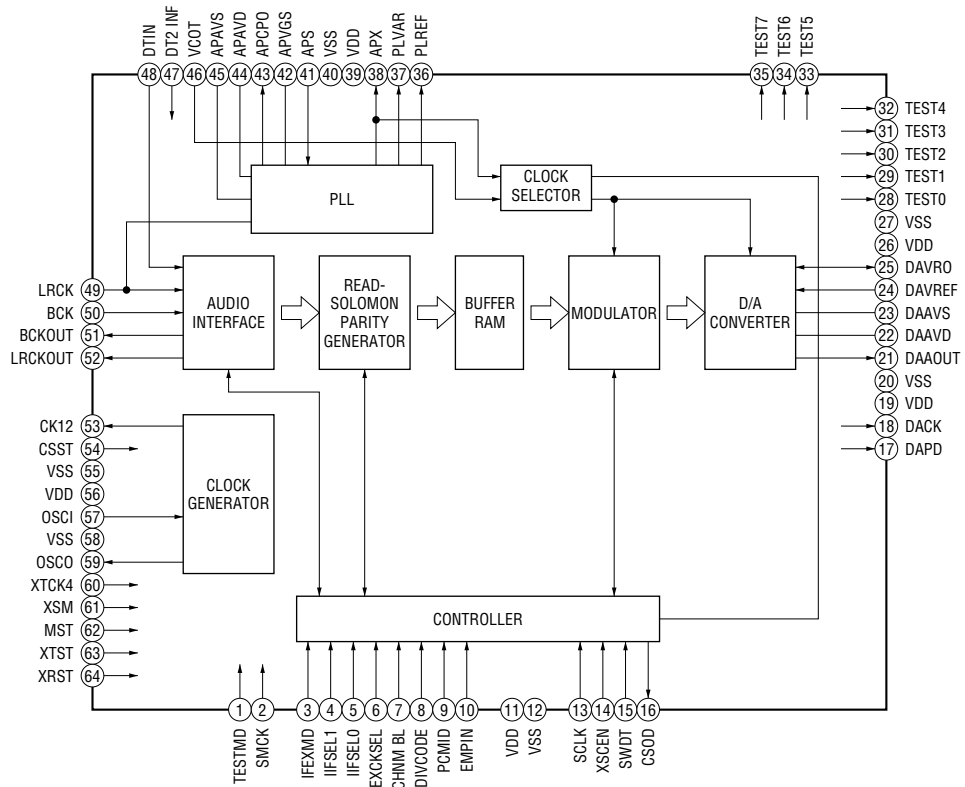 DTIN
DT2 INF
VCOT
APAVS
APAVD
APCPO
APVGS
APS
VSS
VDD
APX
PLVAR
PLREF
TEST7
TEST6
TEST5
48 47 46 45 44 43 42 41 40 39 38 37 36 35 34 33
32 TEST4
31 TEST3
30 TEST2
29 TEST1
28 TEST0
27 VSS
26 VDD
25 DAVRO
24 DAVREF
23 DAAVS
22 DAAVD
21 DAAOUT
20 VSS
19 VDD
18 DACK
17 DAPD
PLL
CLOCK
SELECTOR
LRCK 49
BCK 50
BCKOUT 51
LRCKOUT 52
AUDIO
INTERFACE
READ-
SOLOMON
PARITY
GENERATOR
BUFFER
RAM
MODULATOR
D/A
CONVERTER
CK12 53
CSST 54
VSS 55
VDD 56
OSCI 57
VSS 58
OSCO 59
XTCK4 60
XSM 61
MST 62
XTST 63
XRST 64
CLOCK
GENERATOR
CONTROLLER
1 2 3 4 5 6 7 8 9 10 11 12 13 14 15 16
TESTMD
SMCK
IFEXMD
IIFSEL1
IIFSEL0
EXCKSEL
CHNM BL
DIVCODE
PCMID
EMPIN
VDD
VSS
SCLK
XSCEN
SWDT
CSOD